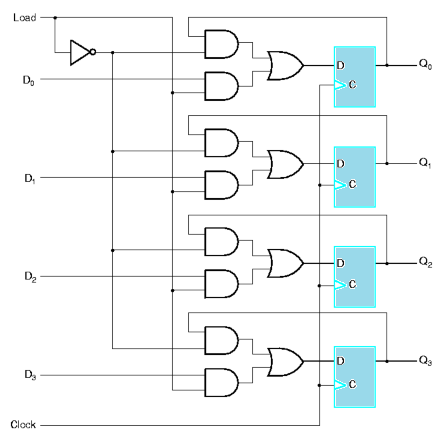 Load
D Q₀
D₀ C
D Q₁
D₁ C
D Q₂
D₂ C
D Q₃
D₃ C
Clock